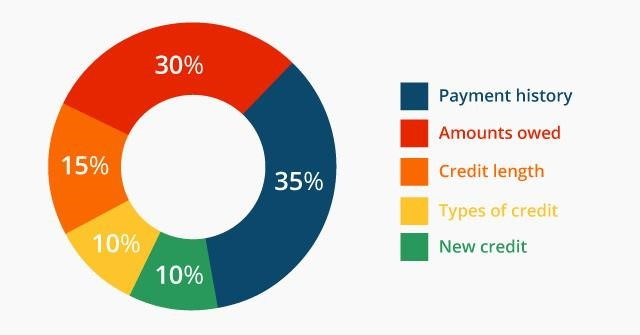 30%
35%
15%
10%
10%
Payment history
Amounts owed
Credit length
Types of credit
New credit